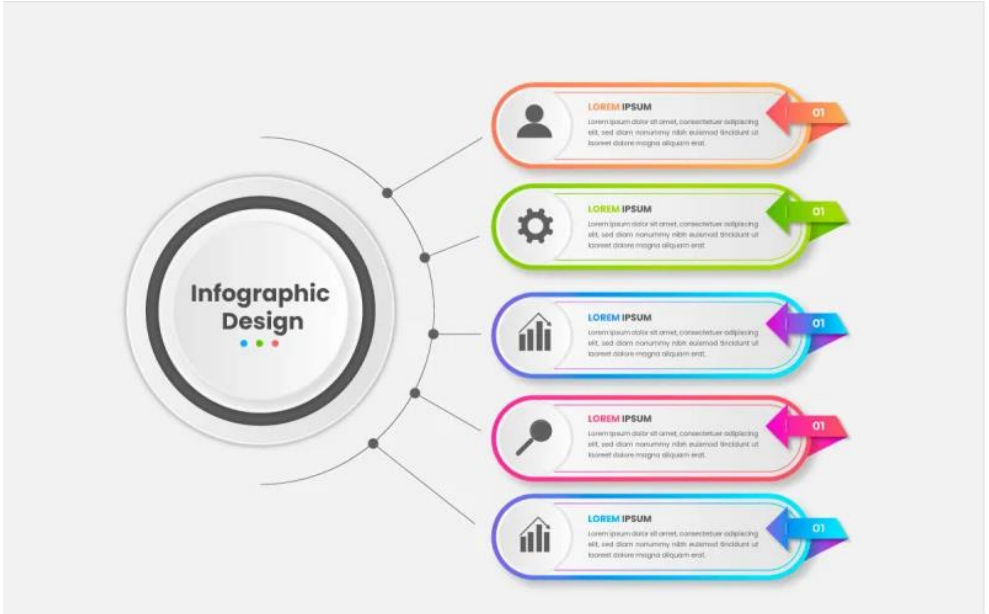 Infographic
Design
LOREM IPSUM
Lorem ipsum dolor sit amet, consectetuer adipiscing
elit, sed diam nonummy nibh euismod tincidunt ut
laoreet dolore magna aliquam erat.
01
LOREM IPSUM
Lorem ipsum dolor sit amet, consectetuer adipiscing
elit, sed diam nonummy nibh euismod tincidunt ut
laoreet dolore magna aliquam erat.
01
LOREM IPSUM
Lorem ipsum dolor sit amet, consectetuer adipiscing
elit, sed diam nonummy nibh euismod tincidunt ut
laoreet dolore magna aliquam erat.
01
LOREM IPSUM
Lorem ipsum dolor sit amet, consectetuer adipiscing
elit, sed diam nonummy nibh euismod tincidunt ut
laoreet dolore magna aliquam erat.
01
LOREM IPSUM
Lorem ipsum dolor sit amet, consectetuer adipiscing
elit, sed diam nonummy nibh euismod tincidunt ut
laoreet dolore magna aliquam erat.
01